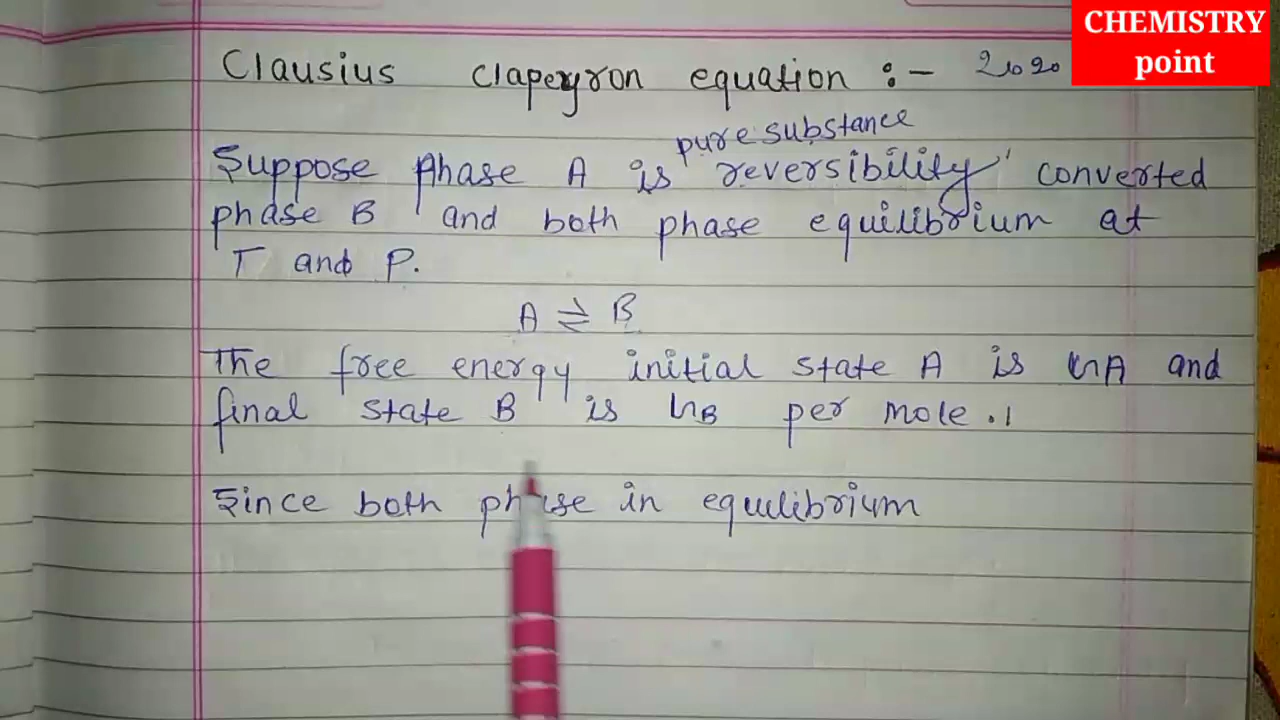 CHEMISTRY
point
Clausius clapeyron equation :- 2020
pure substance
Suppose phase A is reversibility converted
phase B and both phase equilibrium at
T and P.
A ⇌ B
The free energy initial state A is GA and
final state B is GB per mole.
Since both phase in equilibrium